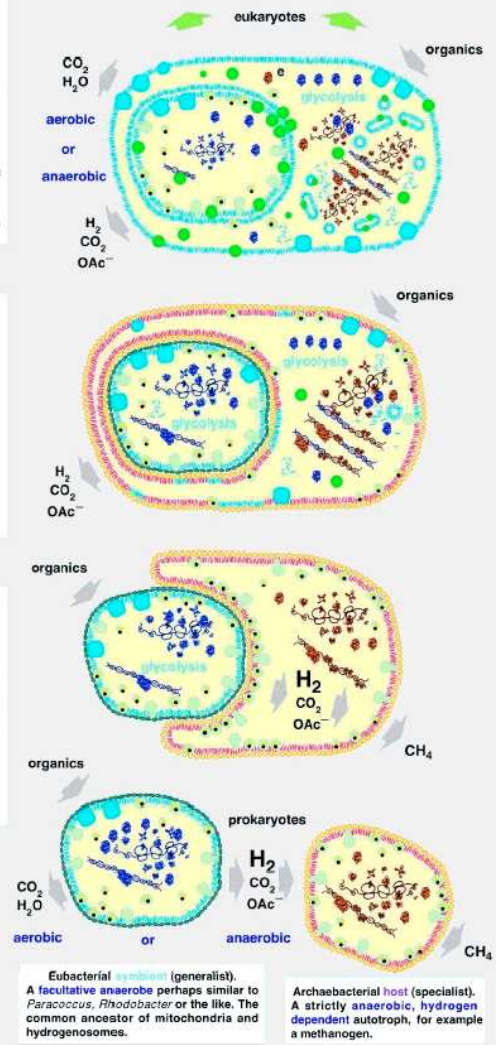 eukaryotes
CO2
H2O
organics
e
glycolysis
aerobic
or
anaerobic
H2
CO2
OAc−
organics
glycolysis
glycolysis
H2
CO2
OAc−
organics
glycolysis
H2
CO2
OAc−
CH4
organics
prokaryotes
H2
CO2
OAc−
CO2
H2O
aerobic
or
anaerobic
CH4
Eubacterial symbiont (generalist).
A facultative anaerobe perhaps similar to
Paracoccus, Rhodobacter or the like. The
common ancestor of mitochondria and
hydrogenosomes.
Archaebacterial host (specialist).
A strictly anaerobic, hydrogen
dependent autotroph, for example
a methanogen.